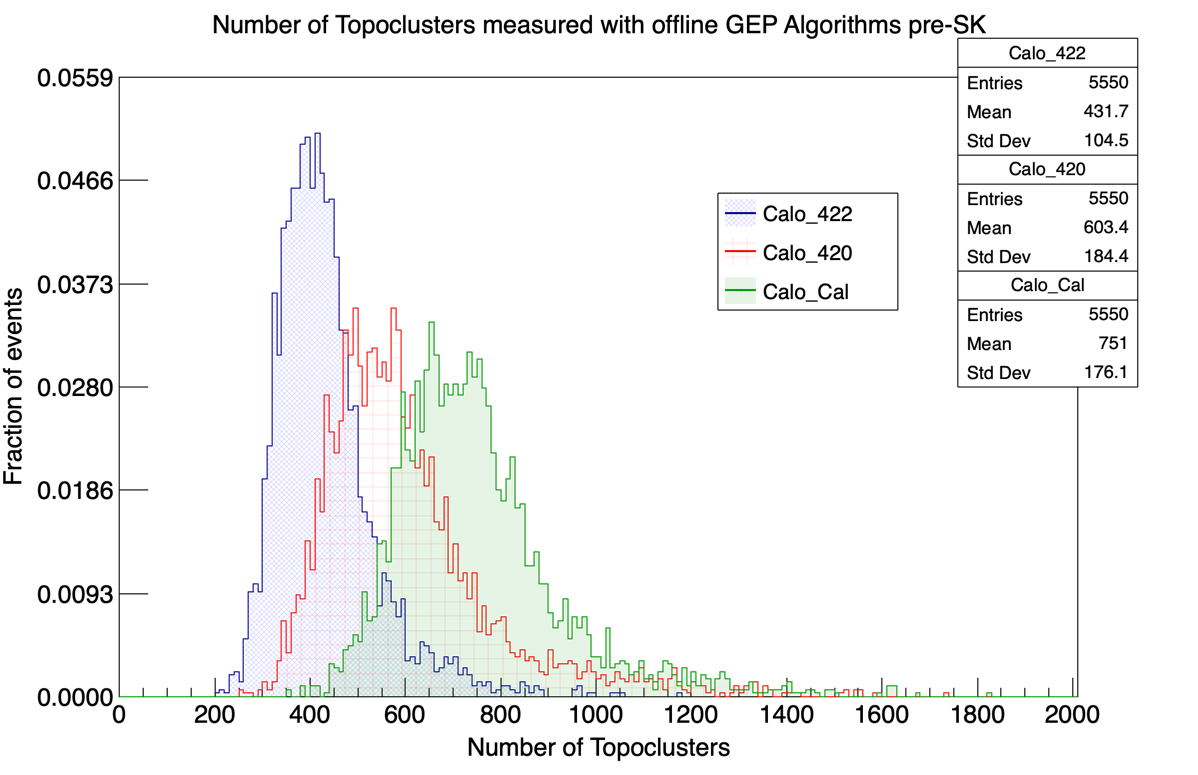 Number of Topoclusters measured with offline GEP Algorithms pre-SK
Calo_422
Entries 5550
Mean 431.7
Std Dev 104.5
Calo_420
Entries 5550
Mean 603.4
Std Dev 184.4
Calo_Cal
Entries 5550
Mean 751
Std Dev 176.1
Calo_422
Calo_420
Calo_Cal
Fraction of events
0.0559
0.0466
0.0373
0.0280
0.0186
0.0093
0.0000
0 200 400 600 800 1000 1200 1400 1600 1800 2000
Number of Topoclusters